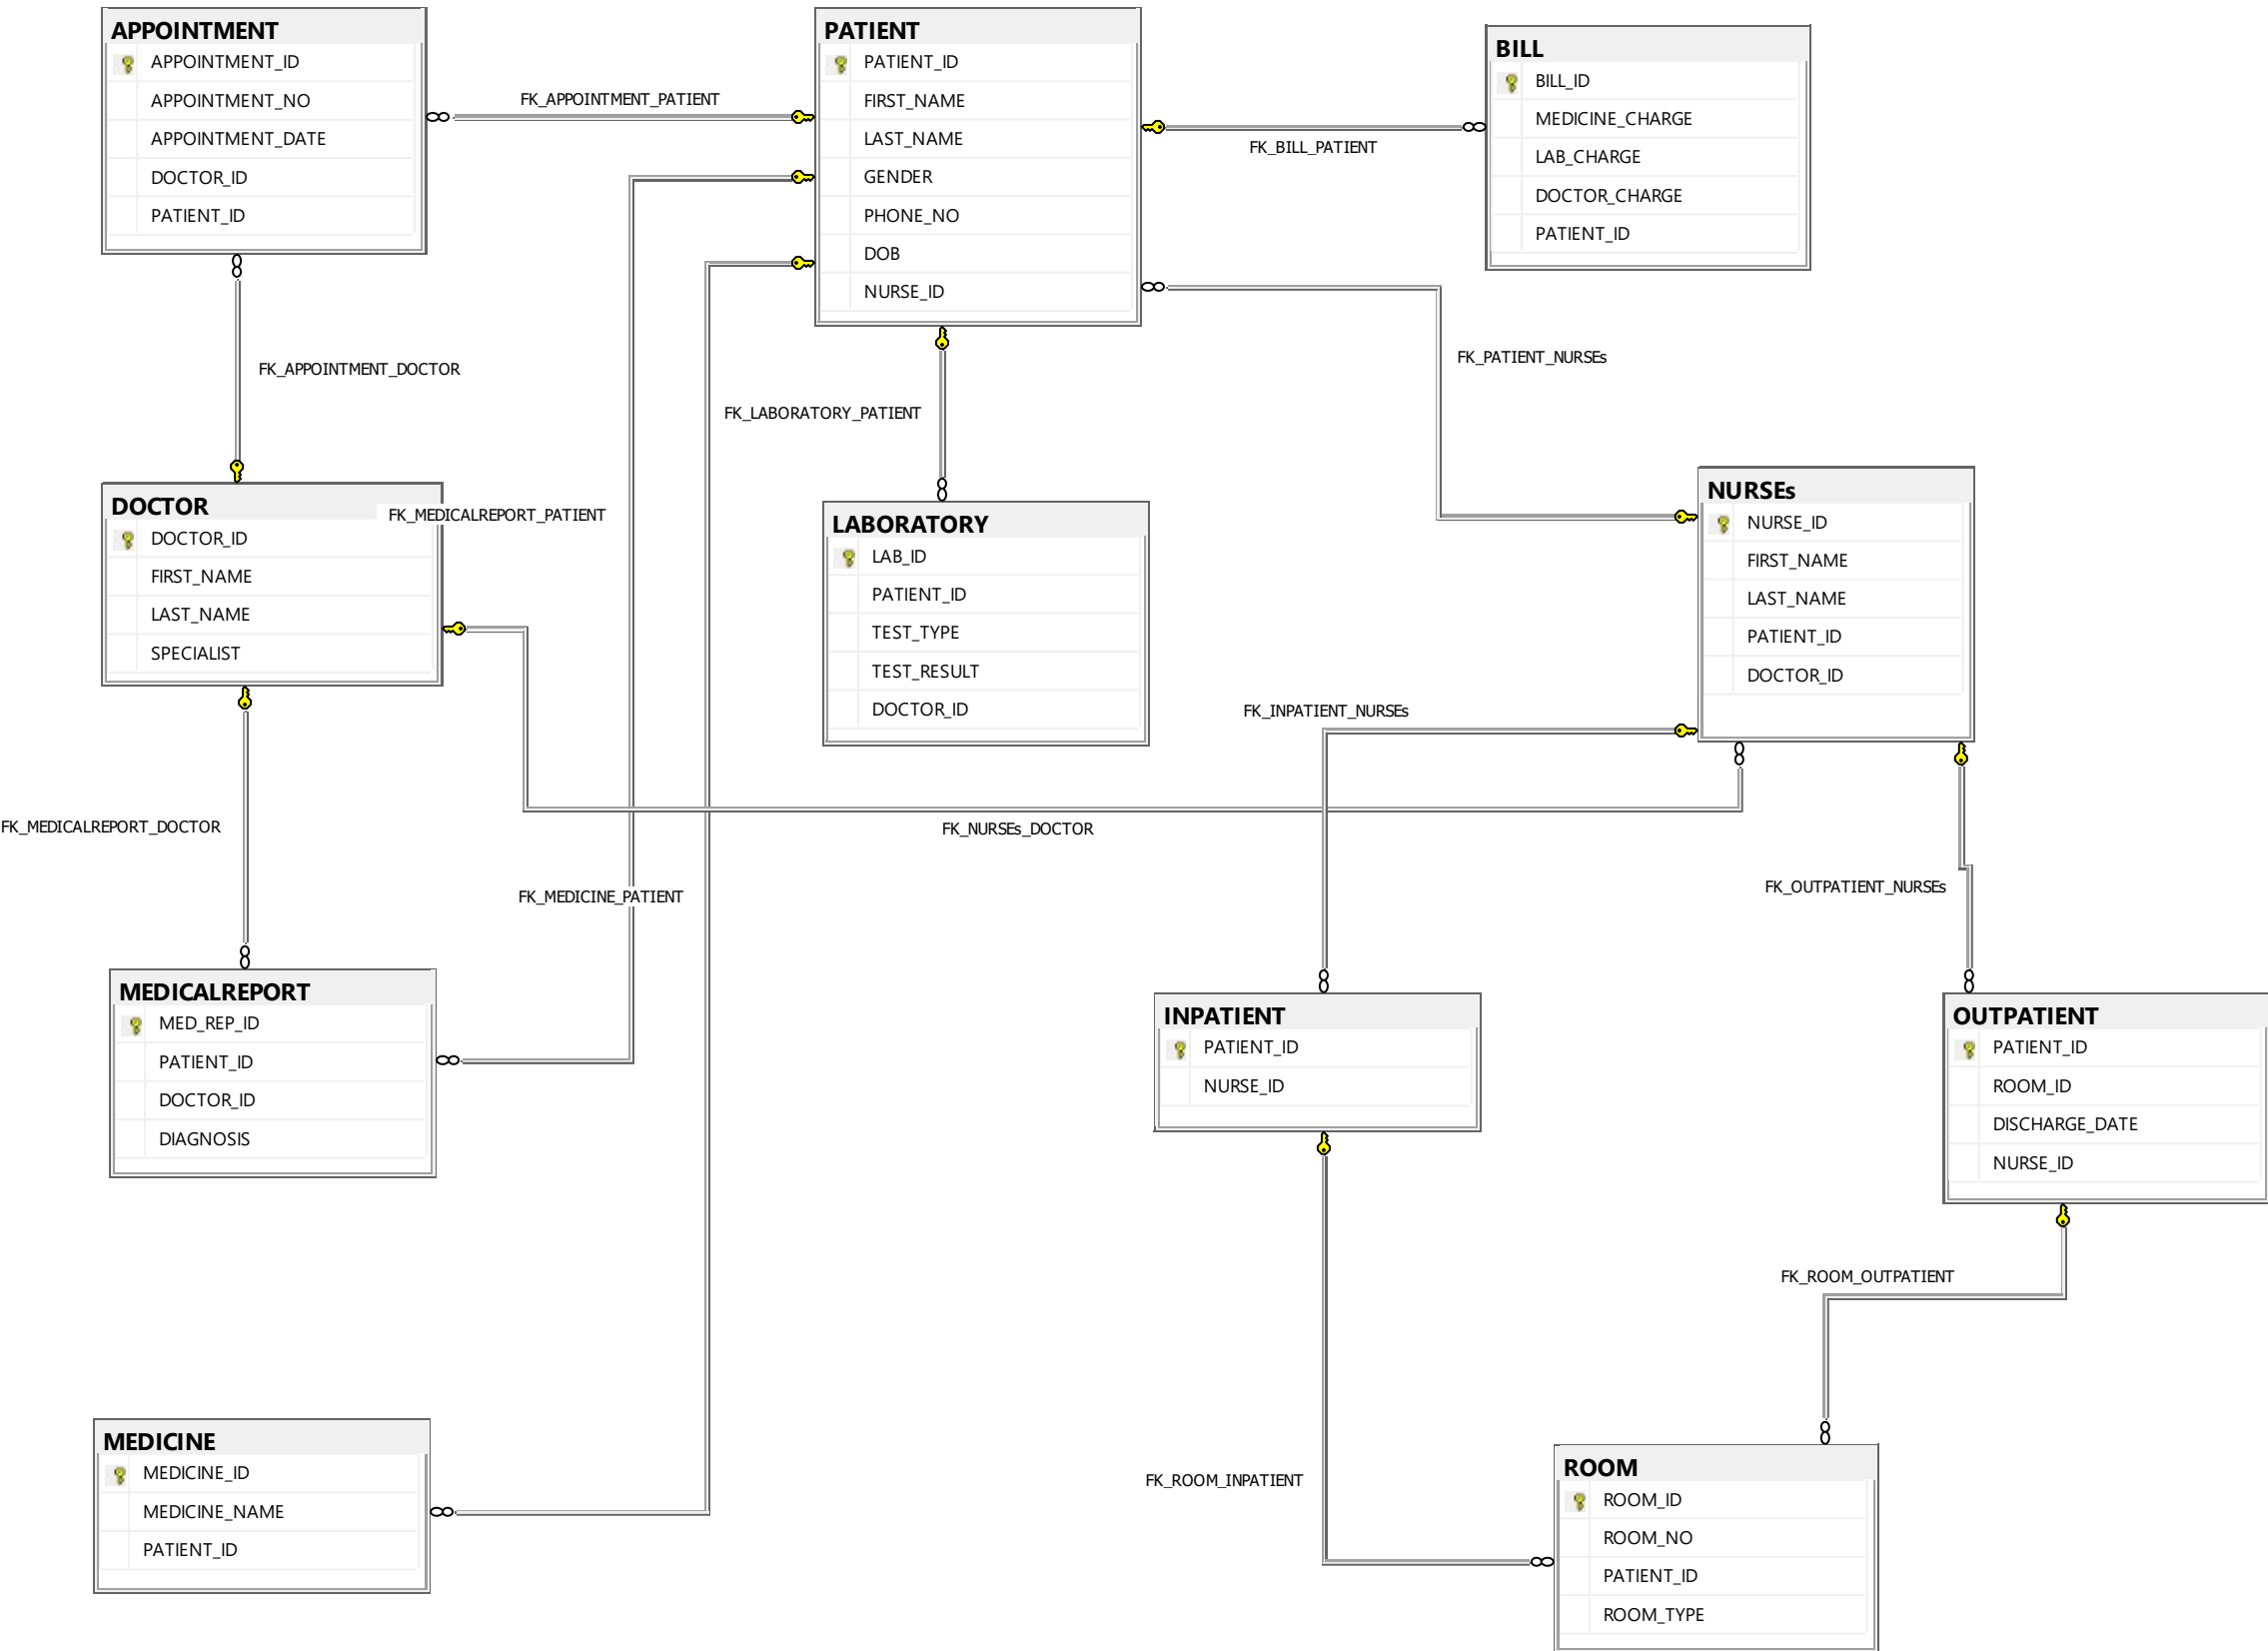 APPOINTMENT
APPOINTMENT_ID
APPOINTMENT_NO
APPOINTMENT_DATE
DOCTOR_ID
PATIENT_ID
FK_APPOINTMENT_PATIENT
PATIENT
PATIENT_ID
FIRST_NAME
LAST_NAME
GENDER
PHONE_NO
DOB
NURSE_ID
FK_BILL_PATIENT
BILL
BILL_ID
MEDICINE_CHARGE
LAB_CHARGE
DOCTOR_CHARGE
PATIENT_ID
FK_APPOINTMENT_DOCTOR
FK_LABORATORY_PATIENT
FK_PATIENT_NURSEs
DOCTOR
DOCTOR_ID
FIRST_NAME
LAST_NAME
SPECIALIST
FK_MEDICALREPORT_PATIENT
LABORATORY
LAB_ID
PATIENT_ID
TEST_TYPE
TEST_RESULT
DOCTOR_ID
NURSEs
NURSE_ID
FIRST_NAME
LAST_NAME
PATIENT_ID
DOCTOR_ID
FK_INPATIENT_NURSEs
FK_MEDICALREPORT_DOCTOR
FK_NURSEs_DOCTOR
FK_MEDICINE_PATIENT
FK_OUTPATIENT_NURSEs
MEDICALREPORT
MED_REP_ID
PATIENT_ID
DOCTOR_ID
DIAGNOSIS
INPATIENT
PATIENT_ID
NURSE_ID
OUTPATIENT
PATIENT_ID
ROOM_ID
DISCHARGE_DATE
NURSE_ID
FK_ROOM_OUTPATIENT
MEDICINE
MEDICINE_ID
MEDICINE_NAME
PATIENT_ID
FK_ROOM_INPATIENT
ROOM
ROOM_ID
ROOM_NO
PATIENT_ID
ROOM_TYPE